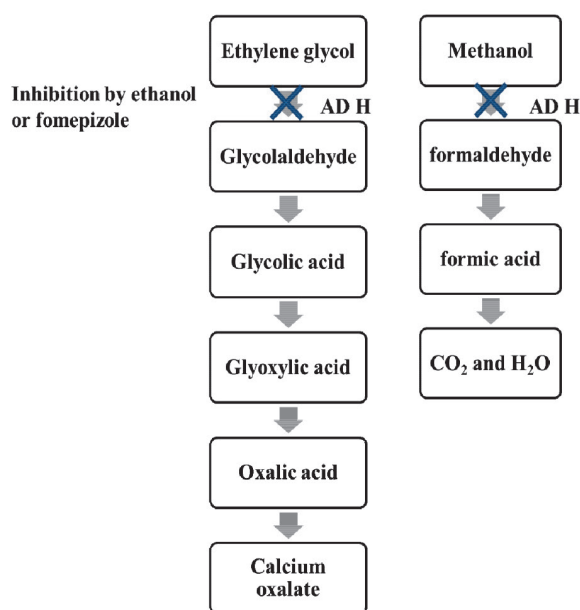 Ethylene glycol
Methanol
Inhibition by ethanol
or fomepizole
AD H
AD H
Glycolaldehyde
formaldehyde
Glycolic acid
formic acid
Glyoxylic acid
CO₂ and H₂O
Oxalic acid
Calcium
oxalate